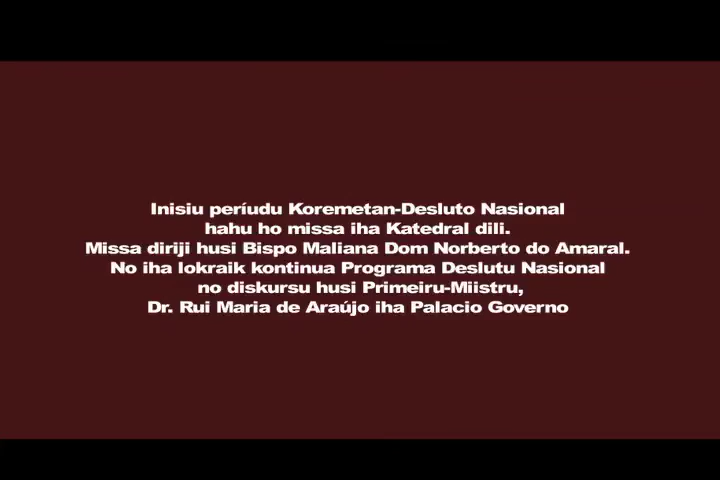 Inisiu períudu Koremetan-Desluto Nasional
hahu ho missa iha Katedral dili.
Missa diriji husi Bispo Maliana Dom Norberto do Amaral.
No iha lokraik kontinua Programa Deslutu Nasional
no diskursu husi Primeiru-Miistru,
Dr. Rui Maria de Araújo iha Palacio Governo